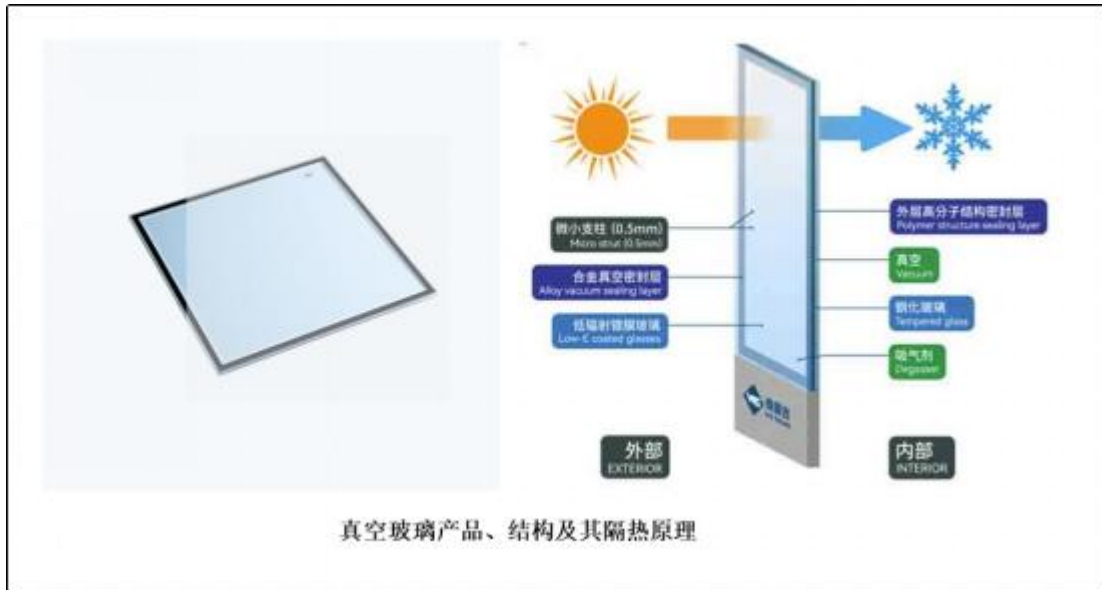 微小支柱 (0.5mm)
Micro strut (0.5mm)
合金真空密封层
Alloy vacuum sealing layer
低辐射镀膜玻璃
Low-E coated glasses
外层高分子结构密封层
Polymer structure sealing layer
真空
Vacuum
钢化玻璃
Tempered glass
吸气剂
Degasser
外部
EXTERIOR
内部
INTERIOR
真空玻璃产品、结构及其隔热原理